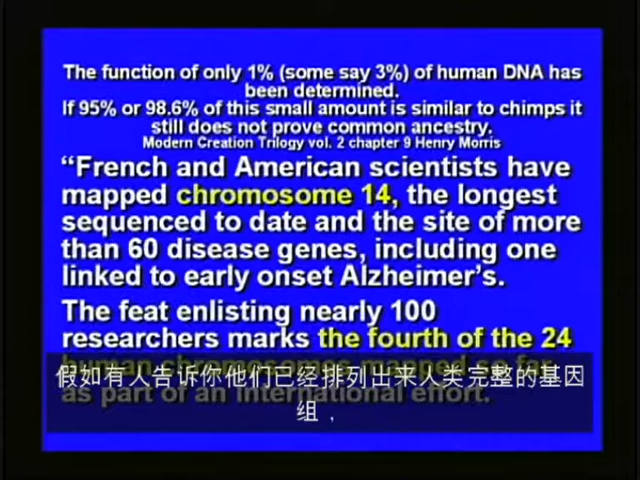 The function of only 1% (some say 3%) of human DNA has
been determined.
If 95% or 98.6% of this small amount is similar to chimps it
still does not prove common ancestry.
Modern Creation Trilogy vol. 2 chapter 9 Henry Morris
“French and American scientists have
mapped chromosome 14, the longest
sequenced to date and the site of more
than 60 disease genes, including one
linked to early onset Alzheimer’s.
The feat enlisting nearly 100
researchers marks the fourth of the 24
human chromosomes mapped so far
as part of an international effort.
假如有人告诉你他们已经排列出来人类完整的基因
组，